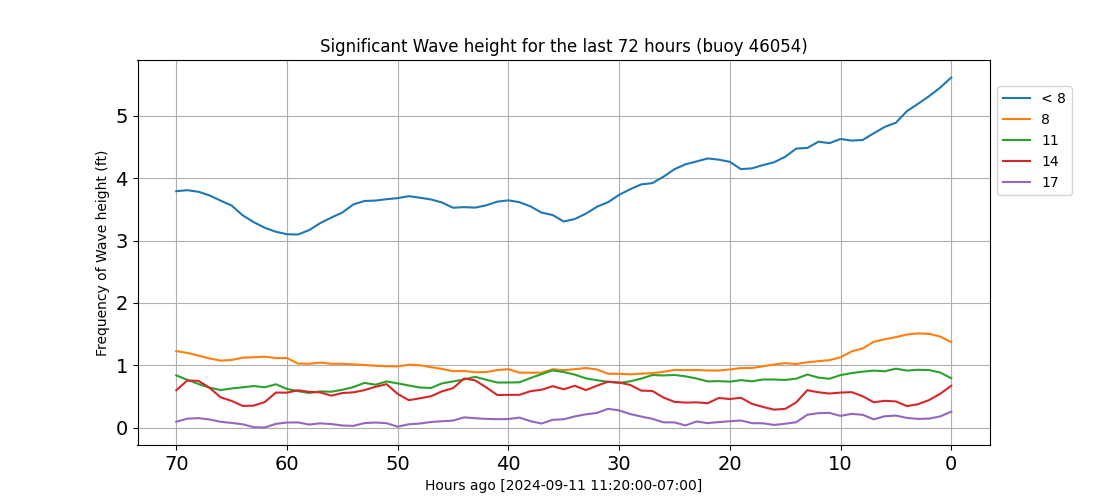 Significant Wave height for the last 72 hours (buoy 46054)
Frequency of Wave height (ft)
5
4
3
2
1
0
70 60 50 40 30 20 10 0
Hours ago [2024-09-11 11:20:00-07:00]
< 8
8
11
14
17